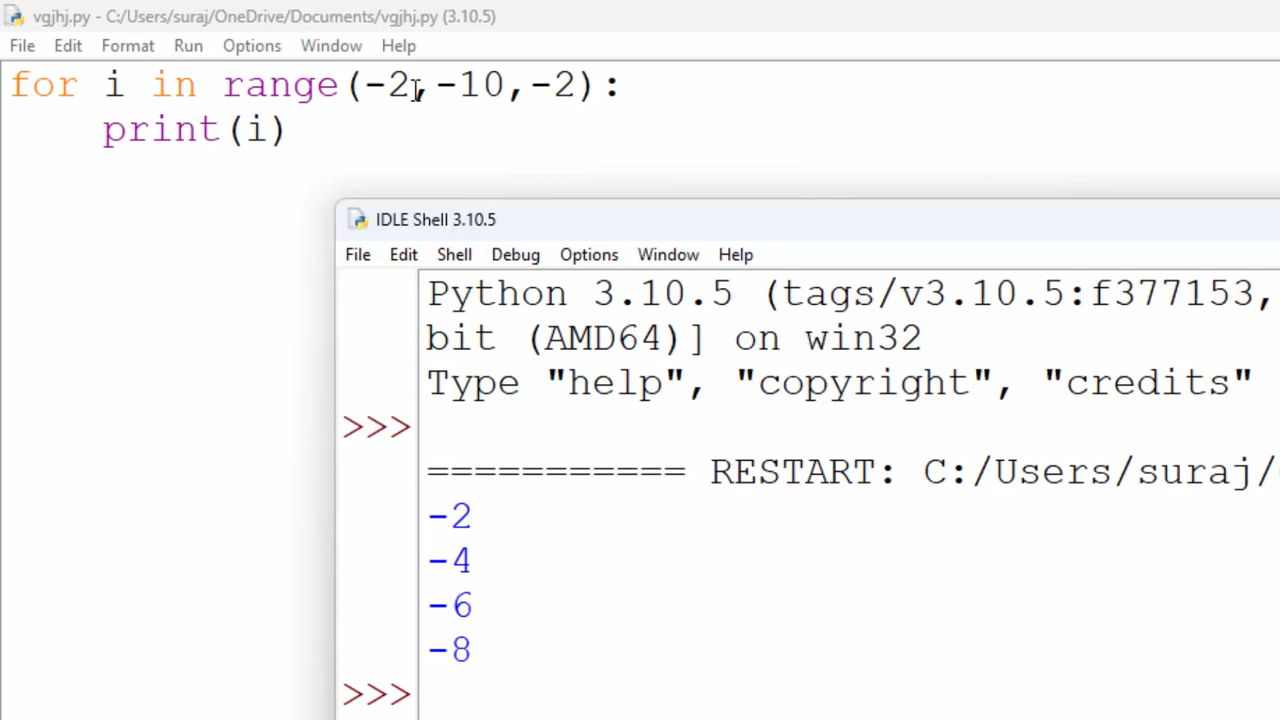 vgjhj.py - C:/Users/suraj/OneDrive/Documents/vgjhj.py (3.10.5)
File Edit Format Run Options Window Help
for i in range(-2,-10,-2):
    print(i)
IDLE Shell 3.10.5
File Edit Shell Debug Options Window Help
Python 3.10.5 (tags/v3.10.5:f377153,
bit (AMD64)] on win32
Type "help", "copyright", "credits"
>>>
=========== RESTART: C:/Users/suraj/
-2
-4
-6
-8
>>>